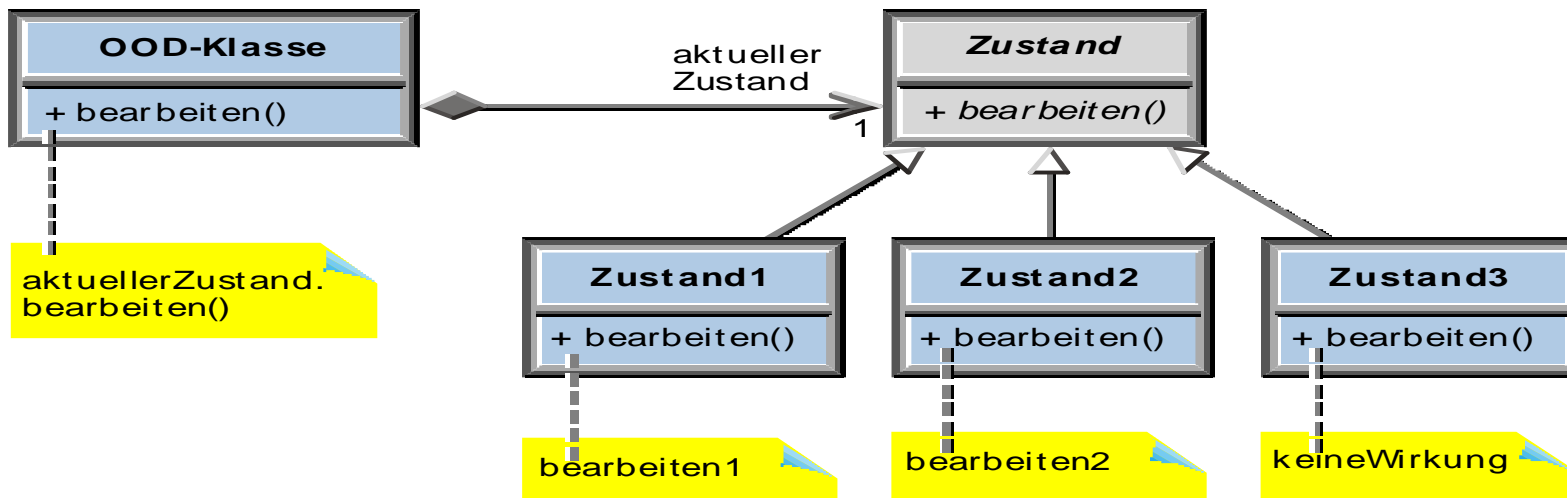 OOD-Klasse
+ bearbeiten()
aktueller
Zustand
1
Zustand
+ bearbeiten()
aktuellerZustand.
bearbeiten()
Zustand1
+ bearbeiten()
Zustand2
+ bearbeiten()
Zustand3
+ bearbeiten()
bearbeiten1
bearbeiten2
keineWirkung